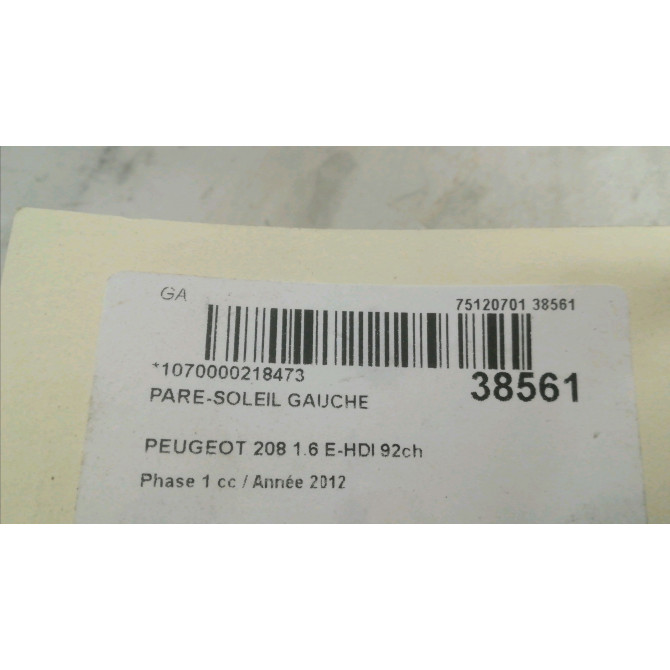 GA
75120701 38561
*1070000218473
38561
PARE-SOLEIL GAUCHE
PEUGEOT 208 1.6 E-HDI 92ch
Phase 1 cc / Année 2012